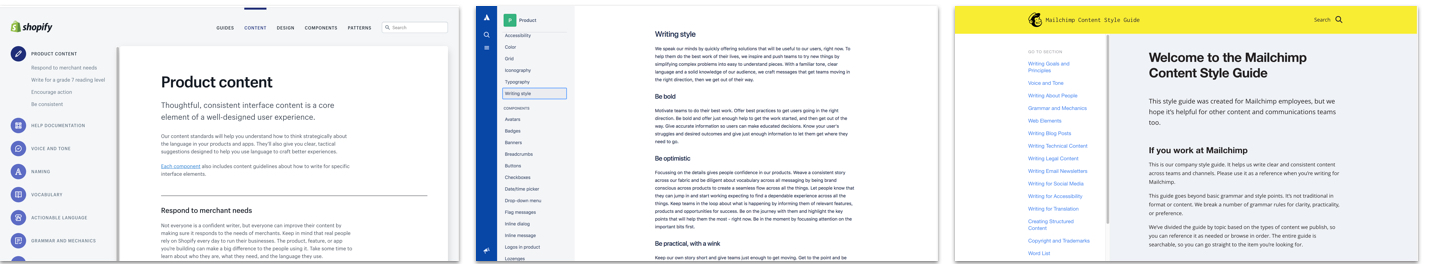 shopify
GUIDES CONTENT DESIGN COMPONENTS PATTERNS Search
PRODUCT CONTENT
Respond to merchant needs
Write for a grade 7 reading level
Encourage action
Be consistent
HELP DOCUMENTATION
VOICE AND TONE
NAMING
VOCABULARY
ACTIONABLE LANGUAGE
GRAMMAR AND MECHANICS
Product content
Thoughtful, consistent interface content is a core
element of a well-designed user experience.
Our content standards will help you understand how to think strategically about
the language in your products and apps. They'll also give you clear, tactical
suggestions designed to help you use language to craft better experiences.
Each component also includes content guidelines about how to write for specific
interface elements.
Respond to merchant needs
Not everyone is a confident writer, but everyone can improve their content by
making sure it responds to the needs of merchants. Keep in mind that real people
rely on Shopify every day to run their businesses. The product, feature, or app
you're building can make a big difference to the people using it. Take some time to
learn about who they are, what they need, and the language they use.
P Product
Accessibility
Color
Grid
Iconography
Typography
Writing style
COMPONENTS
Avatars
Badges
Banners
Breadcrumbs
Buttons
Checkboxes
Date/time picker
Drop-down menu
Flag messages
Inline dialog
Inline message
Logos in product
Lozenges
Writing style
We speak our minds by quickly offering solutions that will be useful to our users, right now. To
help them do the best work of their lives, we inspire and push teams to try new things by
simplifying complex problems into easy to understand pieces. With a familiar tone, clear
language and a solid knowledge of our audience, we craft messages that get teams moving in
the right direction, then we get out of their way.
Be bold
Motivate teams to do their best work. Offer best practices to get users going in the right
direction. Be bold and offer just enough help to get the work started, and then get out of the
way. Give accurate information so users can make educated decisions. Know your user's
struggles and desired outcomes and give just enough information to let them get where they
need to go.
Be optimistic
Focussing on the details gives people confidence in our products. Weave a consistent story
across our fabric and be diligent about vocabulary across all messaging by being brand
conscious across products to create a seamless flow across all the things. Let people know that
they can jump in and start working expecting to find a dependable experience across all the
things. Keep teams in the loop about what is happening by informing them of relevant features,
products and opportunities for success. Be on the journey with them and highlight the key
points that will help them the most - right now. Be in the moment by focusing attention on the
important bits first.
Be practical, with a wink
Keep our own story short and give teams just enough to get moving. Get to the point and be
Mailchimp Content Style Guide Search
GO TO SECTION
Writing Goals and
Principles
Voice and Tone
Writing About People
Grammar and Mechanics
Web Elements
Writing Blog Posts
Writing Technical Content
Writing Legal Content
Writing Email Newsletters
Writing for Social Media
Writing for Accessibility
Writing for Translation
Creating Structured
Content
Copyright and Trademarks
Word List
Welcome to the Mailchimp
Content Style Guide
This style guide was created for Mailchimp employees, but we
hope it's helpful for other content and communications teams
too.
If you work at Mailchimp
This is our company style guide. It helps us write clear and consistent content
across teams and channels. Please use it as a reference when you're writing for
Mailchimp.
This guide goes beyond basic grammar and style points. It's not traditional in
format or content. We break a number of grammar rules for clarity, practicality,
or preference.
We've divided the guide by topic based on the types of content we publish, so
you can reference it as needed or browse in order. The entire guide is
searchable, so you can go straight to the item you're looking for.